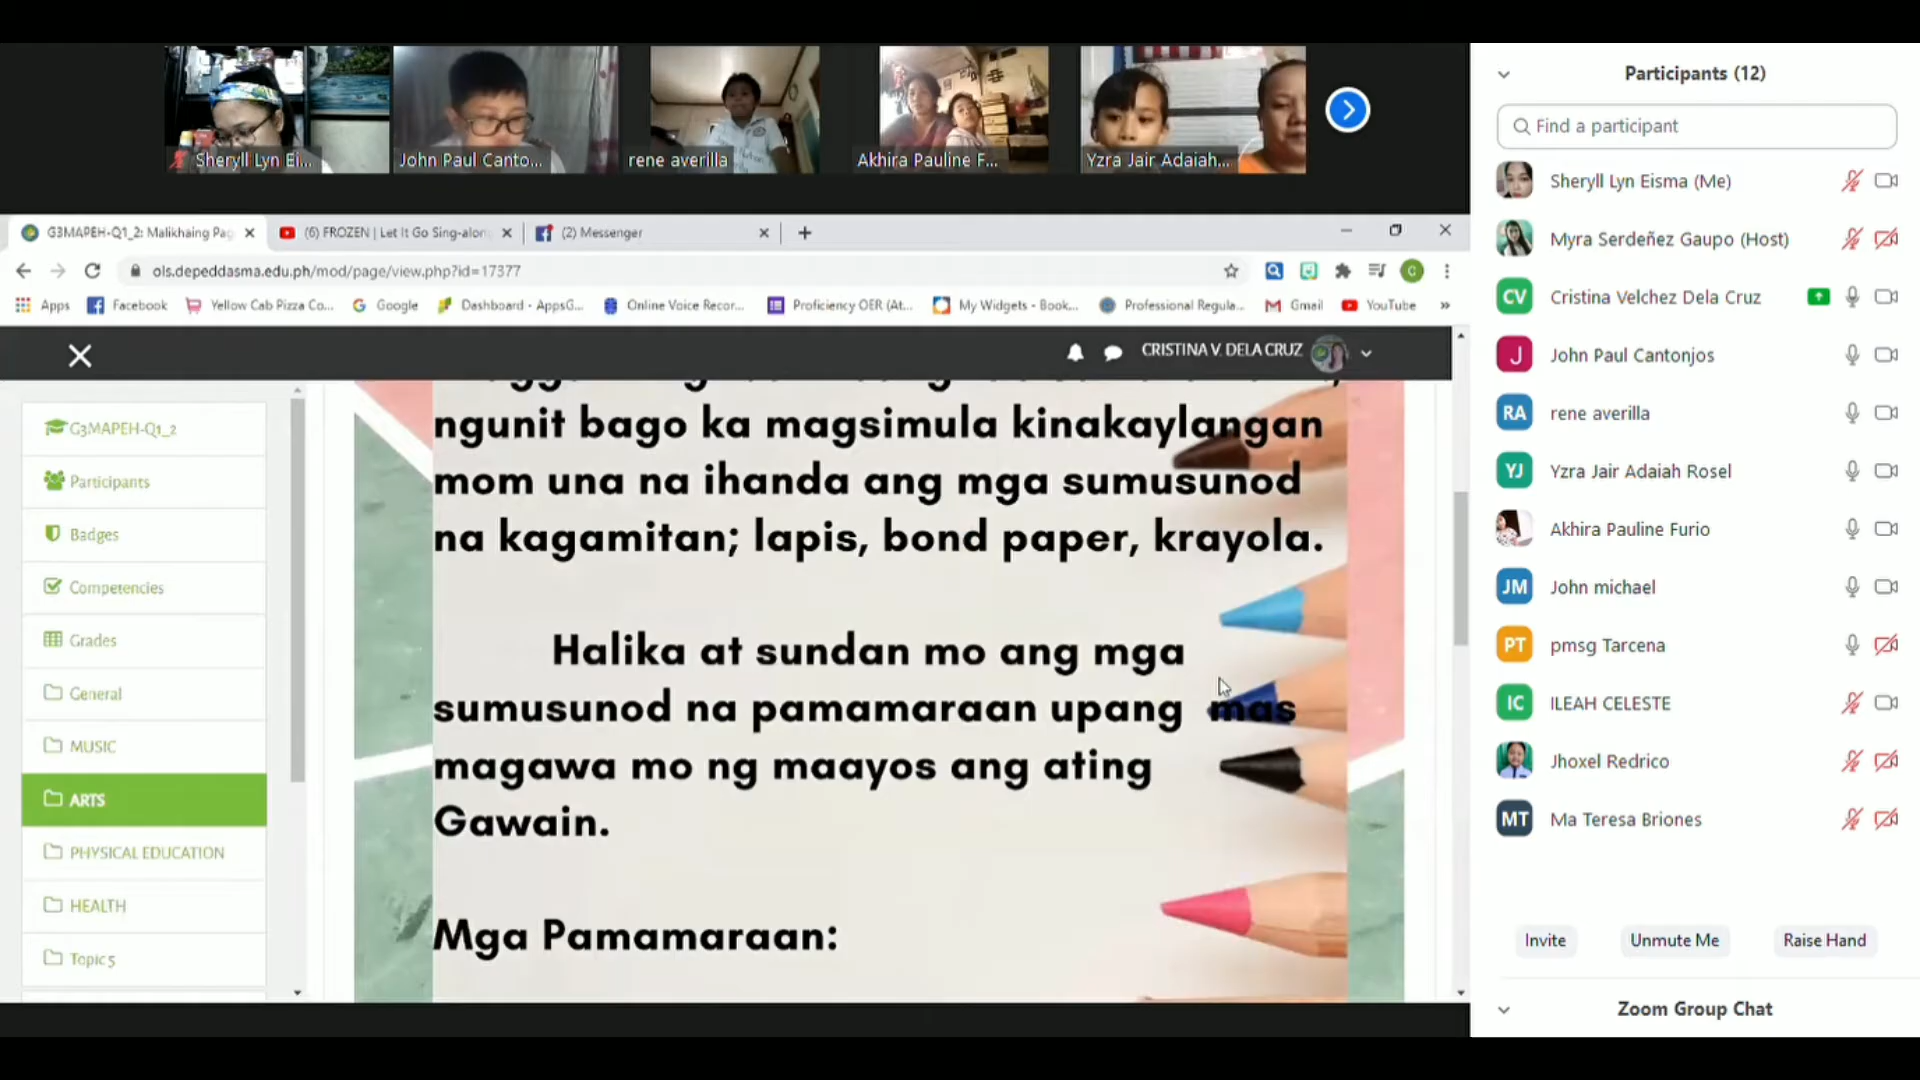 Sheryll Lyn Ei...
John Paul Canto...
rene averilla
Akhira Pauline F...
Yzra Jair Adaiah...
G3MAPEH-Q1_2: Malikhaing Pag
(6) FROZEN | Let It Go Sing-along
(2) Messenger
ols.depeddasma.edu.ph/mod/page/view.php?id=17377
C
Apps
Facebook
Yellow Cab Pizza Co...
Google
Dashboard - AppsG...
Online Voice Recor...
Proficiency OER (At...
My Widgets - Book...
Professional Regula...
Gmail
YouTube
CRISTINA V. DELA CRUZ
G3MAPEH-Q1_2
Participants
Badges
Competencies
Grades
General
MUSIC
ARTS
PHYSICAL EDUCATION
HEALTH
Topic 5
ngunit bago ka magsimula kinakaylangan
mom una na ihanda ang mga sumusunod
na kagamitan; lapis, bond paper, krayola.
Halika at sundan mo ang mga
sumusunod na pamamaraan upang mas
magawa mo ng maayos ang ating
Gawain.
Mga Pamamaraan:
Participants (12)
Find a participant
Sheryll Lyn Eisma (Me)
Myra Serdeñez Gaupo (Host)
CV Cristina Velchez Dela Cruz
J John Paul Cantonjos
RA rene averilla
YJ Yzra Jair Adaiah Rosel
Akhira Pauline Furio
JM John michael
PT pmsg Tarcena
IC ILEAH CELESTE
Jhoxel Redrico
MT Ma Teresa Briones
Invite
Unmute Me
Raise Hand
Zoom Group Chat